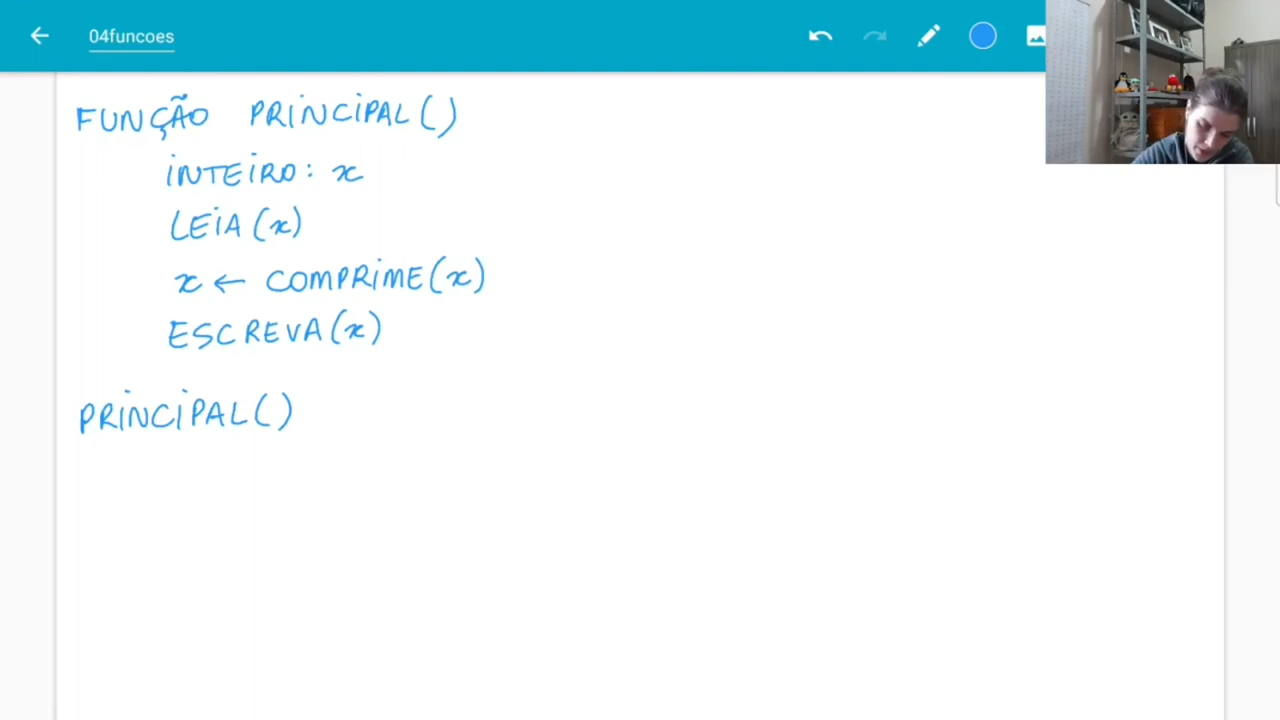 04funcoes
FUNÇÃO PRINCIPAL()
INTEIRO: x
LEIA(x)
x ← COMPRIME(x)
ESCREVA(x)
PRINCIPAL()